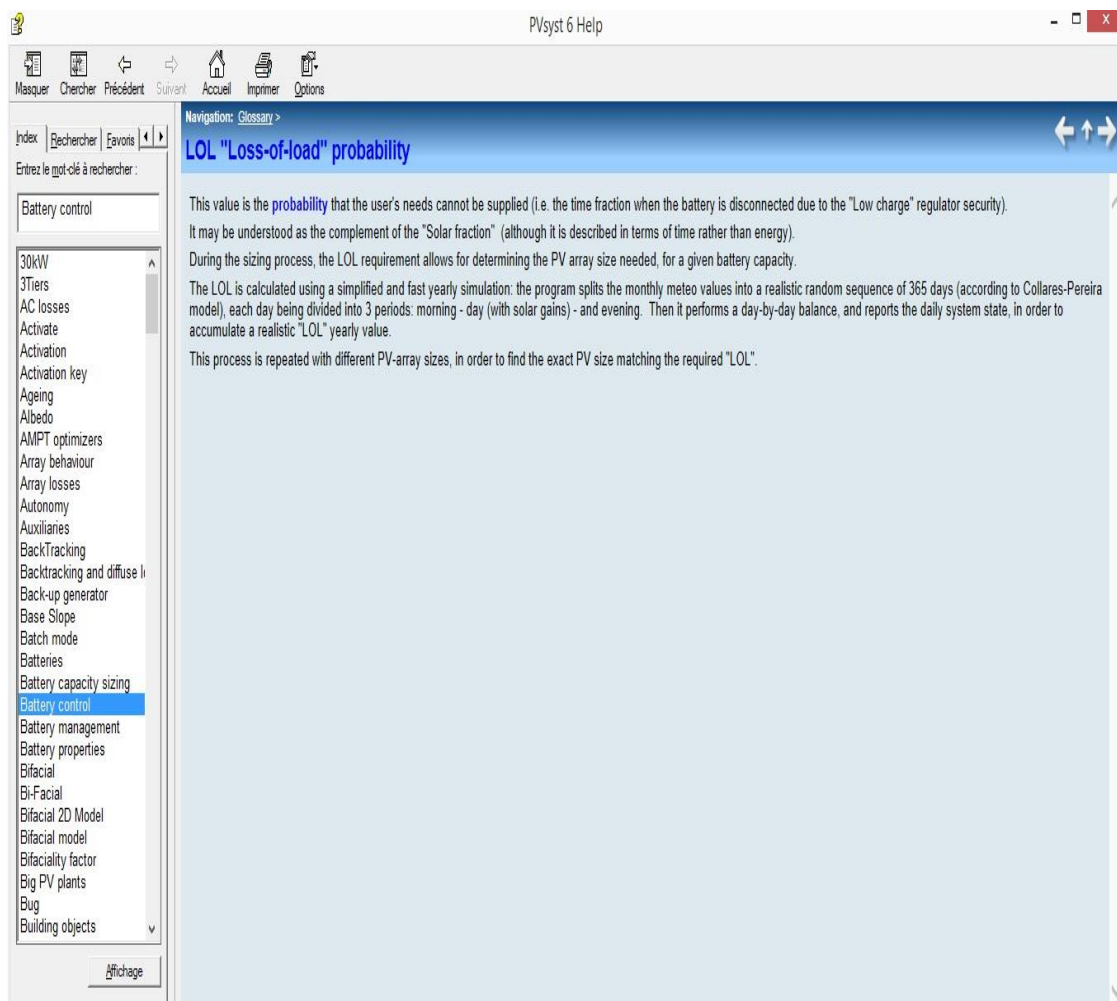 PVsyst 6 Help
Masquer Chercher Précédent Suivant Accueil Imprimer Options
Index Rechercher Favoris
Entrez le mot-clé à rechercher :
Battery control
30kW
3Tiers
AC losses
Activate
Activation
Activation key
Ageing
Albedo
AMPT optimizers
Array behaviour
Array losses
Autonomy
Auxiliaries
BackTracking
Backtracking and diffuse l
Back-up generator
Base Slope
Batch mode
Batteries
Battery capacity sizing
Battery control
Battery management
Battery properties
Bifacial
Bi-Facial
Bifacial 2D Model
Bifacial model
Bifaciality factor
Big PV plants
Bug
Building objects
Affichage
Navigation: Glossary >
LOL "Loss-of-load" probability
This value is the probability that the user's needs cannot be supplied (i.e. the time fraction when the battery is disconnected due to the "Low charge" regulator security).
It may be understood as the complement of the "Solar fraction" (although it is described in terms of time rather than energy).
During the sizing process, the LOL requirement allows for determining the PV array size needed, for a given battery capacity.
The LOL is calculated using a simplified and fast yearly simulation: the program splits the monthly meteo values into a realistic random sequence of 365 days (according to Collares-Pereira
model), each day being divided into 3 periods: morning - day (with solar gains) - and evening. Then it performs a day-by-day balance, and reports the daily system state, in order to
accumulate a realistic "LOL" yearly value.
This process is repeated with different PV-array sizes, in order to find the exact PV size matching the required "LOL".